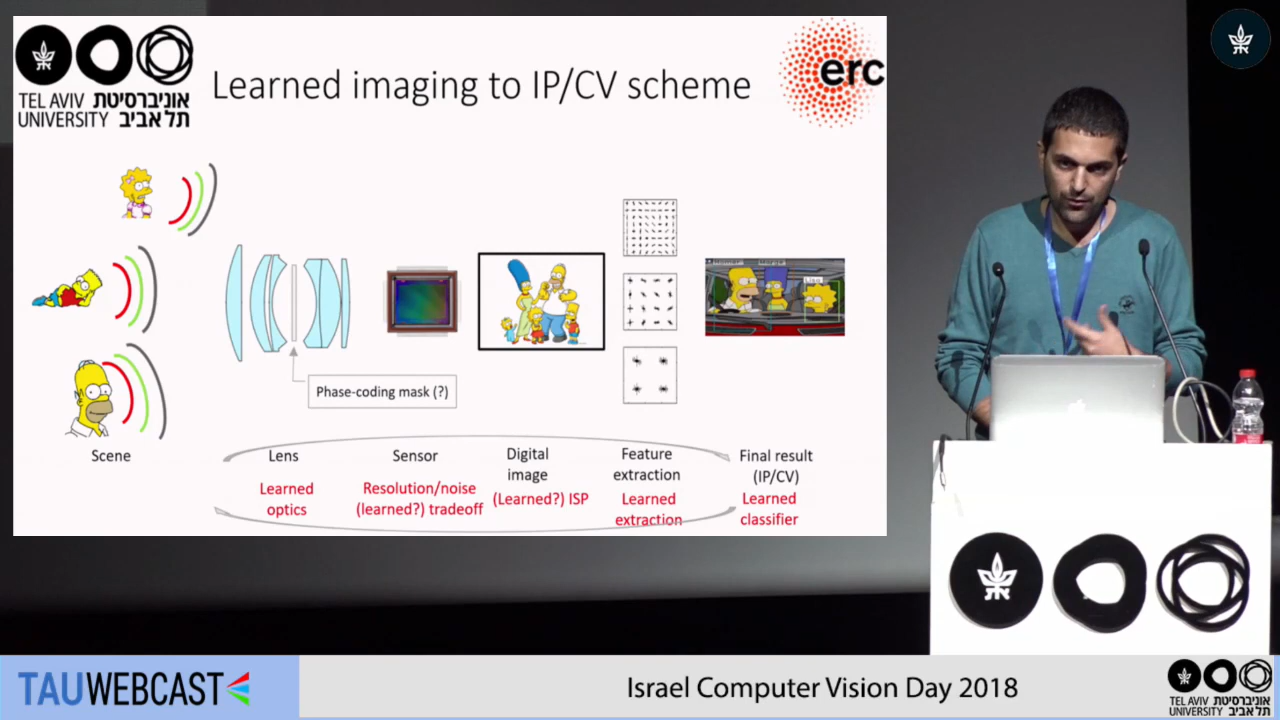 TEL AVIV אוניברסיטת
UNIVERSITY תל אביב
Learned imaging to IP/CV scheme
erc
Phase-coding mask (?)
Scene
Lens
Learned
optics
Sensor
Resolution/noise
(learned?) tradeoff
Digital
image
(Learned?) ISP
Feature
extraction
Learned
extraction
Final result
(IP/CV)
Learned
classifier
TAUWEBCAST
Israel Computer Vision Day 2018
TEL AVIV אוניברסיטת
UNIVERSITY תל אביב